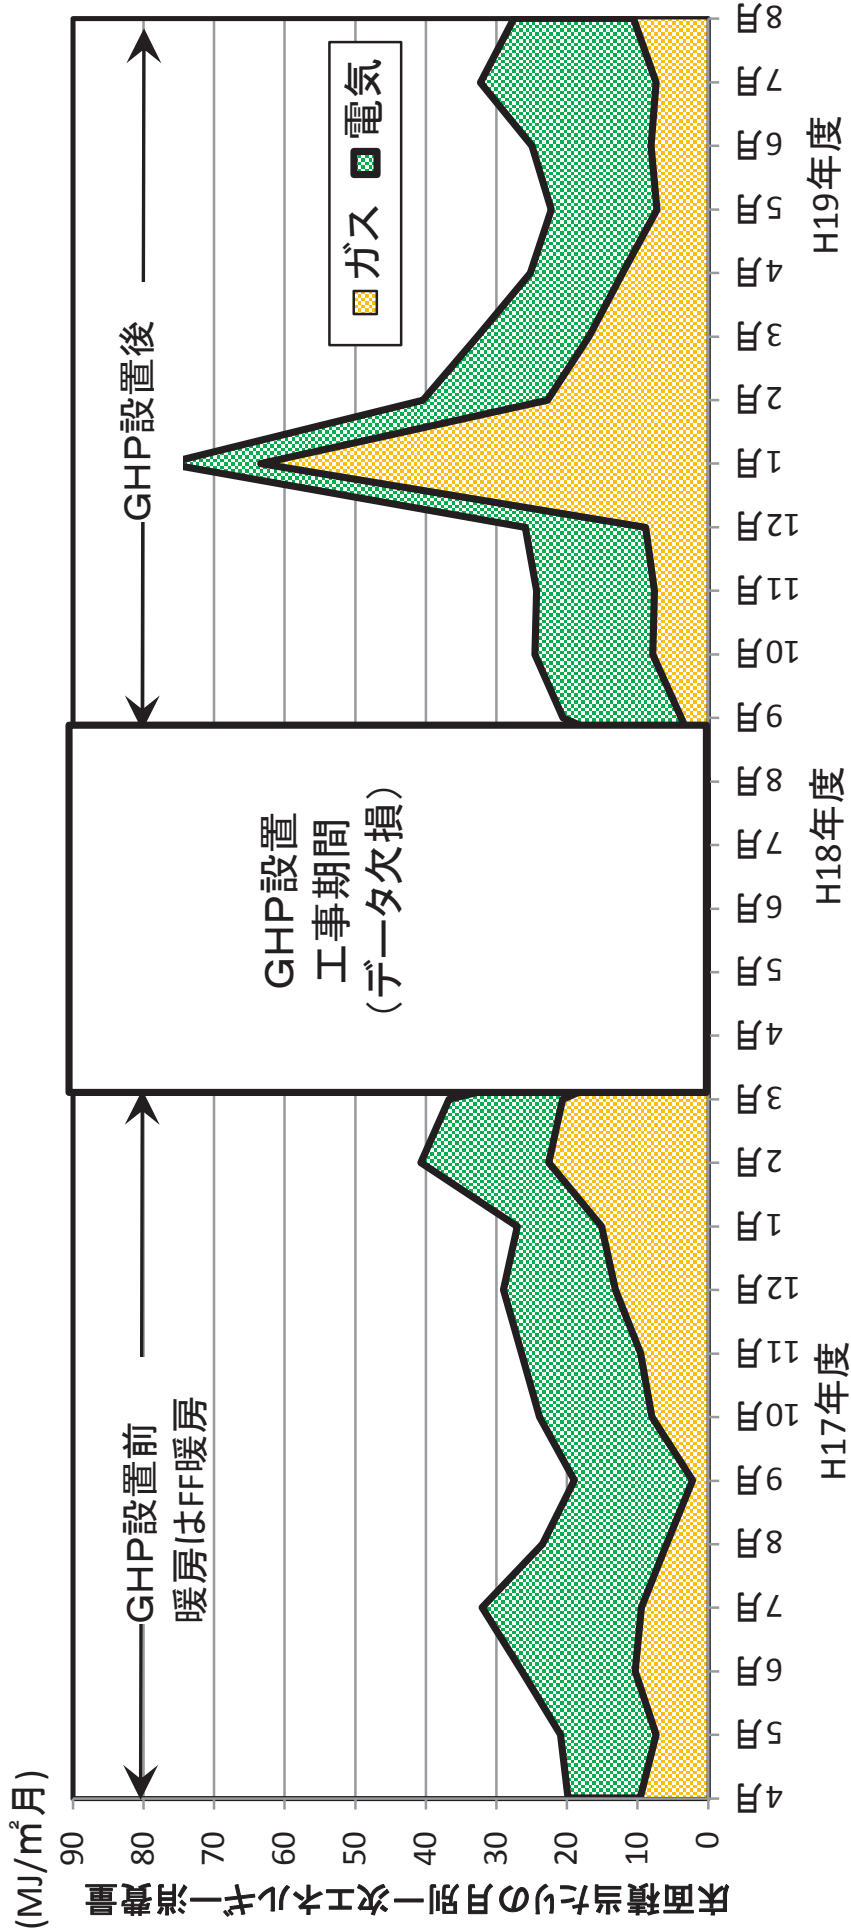 (MJ/㎡月)
床面積当たりの月別一次エネルギー消費量
90
80
70
60
50
40
30
20
10
0
GHP設置前
暖房はFF暖房
GHP設置
工事期間
(データ欠損)
GHP設置後
ガス 電気
4月 5月 6月 7月 8月 9月 10月 11月 12月 1月 2月 3月 4月 5月 6月 7月 8月 9月 10月 11月 12月 1月 2月 3月 4月 5月 6月 7月 8月
H17年度 H18年度 H19年度